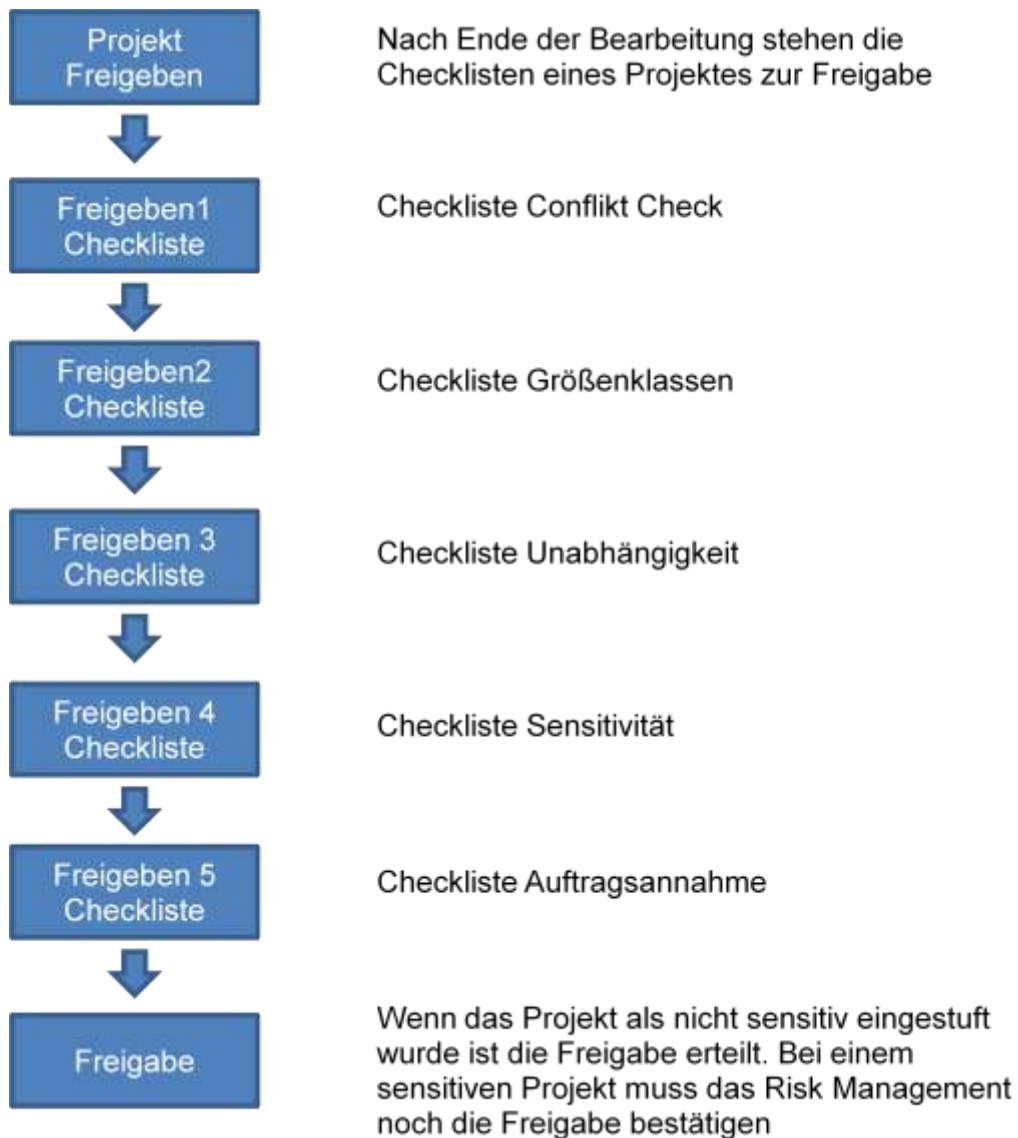 Projekt
Freigeben
Nach Ende der Bearbeitung stehen die
Checklisten eines Projektes zur Freigabe
Freigeben1
Checkliste
Checkliste Conflikt Check
Freigeben2
Checkliste
Checkliste Größenklassen
Freigeben 3
Checkliste
Checkliste Unabhängigkeit
Freigeben 4
Checkliste
Checkliste Sensitivität
Freigeben 5
Checkliste
Checkliste Auftragsannahme
Freigabe
Wenn das Projekt als nicht sensitiv eingestuft
wurde ist die Freigabe erteilt. Bei einem
sensitiven Projekt muss das Risk Management
noch die Freigabe bestätigen